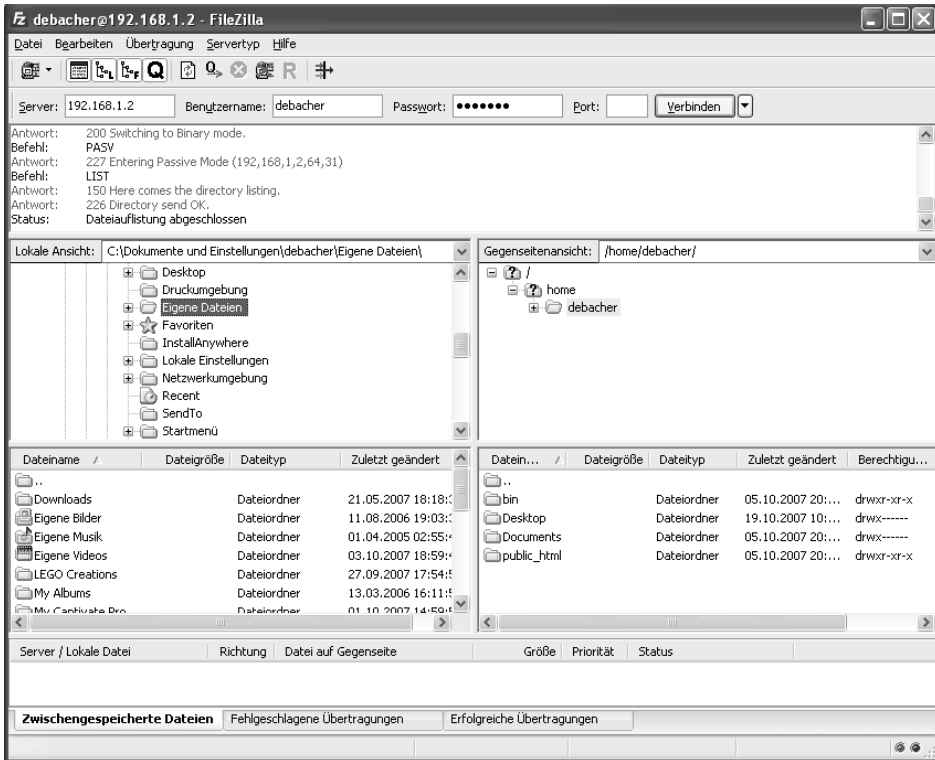 debacher@192.168.1.2 - FileZilla
Datei Bearbeiten Übertragung Servertyp Hilfe
Server: 192.168.1.2 Benutzername: debacher Passwort: ●●●●●●● Port: Verbinden
Antwort: 200 Switching to Binary mode.
Befehl: PASV
Antwort: 227 Entering Passive Mode (192,168,1,2,64,31)
Befehl: LIST
Antwort: 150 Here comes the directory listing.
Antwort: 226 Directory send OK.
Status: Dateiauflistung abgeschlossen
Lokale Ansicht: C:\Dokumente und Einstellungen\debacher\Eigene Dateien\
Desktop
Druckumgebung
Eigene Dateien
Favoriten
InstallAnywhere
Lokale Einstellungen
Netzwerkumgebung
Recent
SendTo
Startmenü
Gegenseitenansicht: /home/debacher/
/
home
debacher
Dateiname Dateigröße Dateityp Zuletzt geändert
..
Downloads Dateiordner 21.05.2007 18:18:
Eigene Bilder Dateiordner 11.08.2006 19:03:
Eigene Musik Dateiordner 01.04.2005 02:55:
Eigene Videos Dateiordner 03.10.2007 18:59:
LEGO Creations Dateiordner 27.09.2007 17:54:
My Albums Dateiordner 13.03.2006 16:11:
My Captivate Pro Dateiordner 01.10.2007 14:59:
Datein... Dateigröße Dateityp Zuletzt geändert Berechtigu...
..
bin Dateiordner 05.10.2007 20:... drwxr-xr-x
Desktop Dateiordner 19.10.2007 10:... drwx------
Documents Dateiordner 05.10.2007 20:... drwx------
public_html Dateiordner 05.10.2007 20:... drwxr-xr-x
Server / Lokale Datei Richtung Datei auf Gegenseite Größe Priorität Status
Zwischengespeicherte Dateien Fehlgeschlagene Übertragungen Erfolgreiche Übertragungen